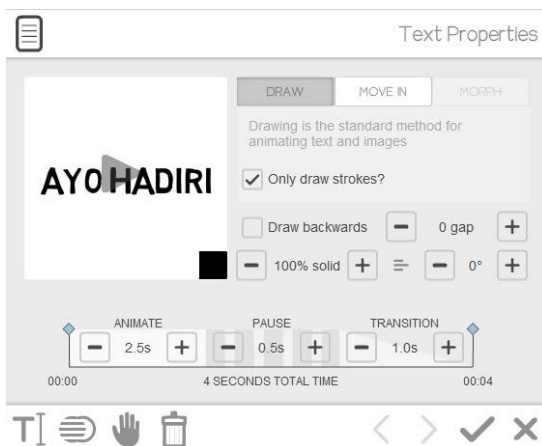 Text Properties
DRAW MOVE IN MORPH
Drawing is the standard method for
animating text and images
Only draw strokes?
AYO HADIRI
Draw backwards 0 gap
100% solid 0°
ANIMATE PAUSE TRANSITION
2.5s 0.5s 1.0s
00:00 4 SECONDS TOTAL TIME 00:04